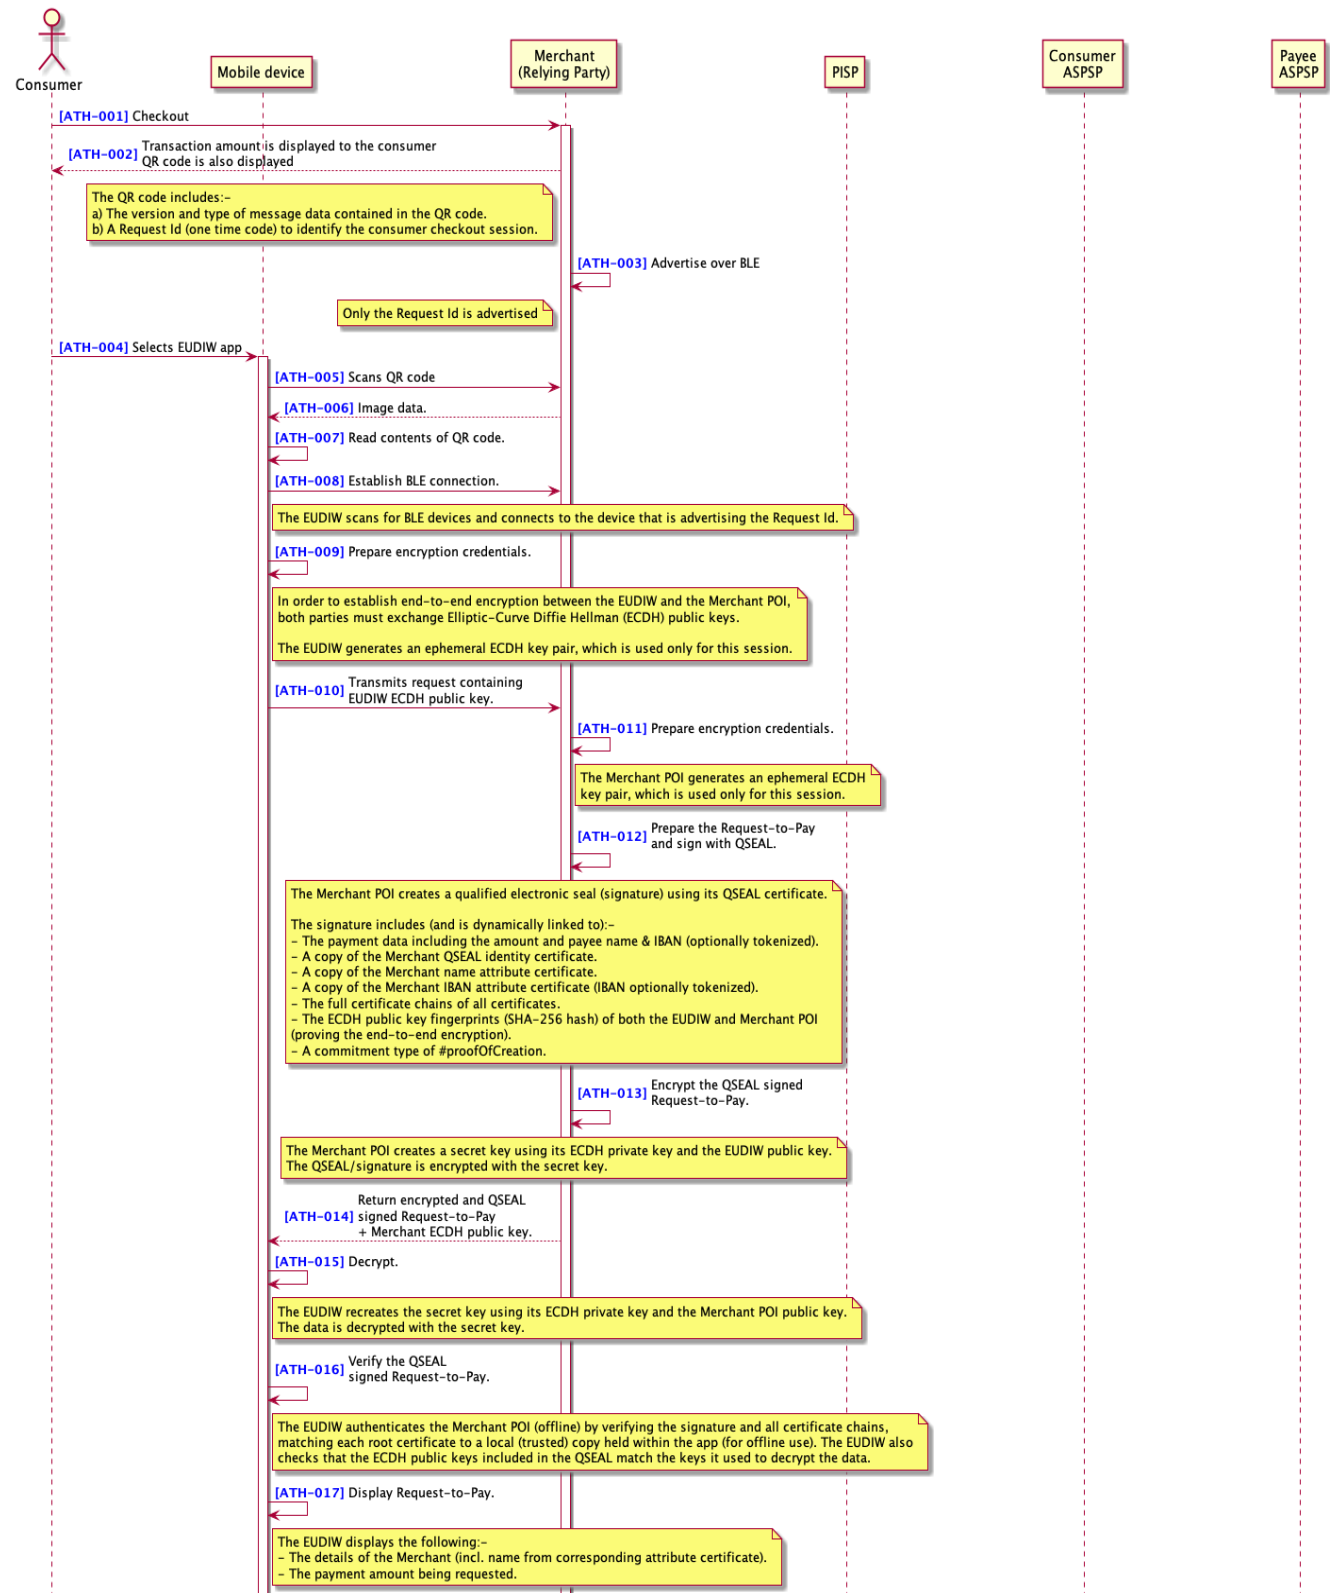 Consumer
Mobile device
Merchant
(Relying Party)
PISP
Consumer
ASPSP
Payee
ASPSP
[ATH-001] Checkout
[ATH-002] Transaction amount is displayed to the consumer
QR code is also displayed
The QR code includes:-
a) The version and type of message data contained in the QR code.
b) A Request Id (one time code) to identify the consumer checkout session.
[ATH-003] Advertise over BLE
Only the Request Id is advertised
[ATH-004] Selects EUDIW app
[ATH-005] Scans QR code
[ATH-006] Image data.
[ATH-007] Read contents of QR code.
[ATH-008] Establish BLE connection.
The EUDIW scans for BLE devices and connects to the device that is advertising the Request Id.
[ATH-009] Prepare encryption credentials.
In order to establish end-to-end encryption between the EUDIW and the Merchant POI,
both parties must exchange Elliptic-Curve Diffie Hellman (ECDH) public keys.
The EUDIW generates an ephemeral ECDH key pair, which is used only for this session.
[ATH-010] Transmits request containing
EUDIW ECDH public key.
[ATH-011] Prepare encryption credentials.
The Merchant POI generates an ephemeral ECDH
key pair, which is used only for this session.
[ATH-012] Prepare the Request-to-Pay
and sign with QSEAL.
The Merchant POI creates a qualified electronic seal (signature) using its QSEAL certificate.
The signature includes (and is dynamically linked to):-
- The payment data including the amount and payee name & IBAN (optionally tokenized).
- A copy of the Merchant QSEAL identity certificate.
- A copy of the Merchant name attribute certificate.
- A copy of the Merchant IBAN attribute certificate (IBAN optionally tokenized).
- The full certificate chains of all certificates.
- The ECDH public key fingerprints (SHA-256 hash) of both the EUDIW and Merchant POI
(proving the end-to-end encryption).
- A commitment type of #proofOfCreation.
[ATH-013] Encrypt the QSEAL signed
Request-to-Pay.
The Merchant POI creates a secret key using its ECDH private key and the EUDIW public key.
The QSEAL/signature is encrypted with the secret key.
[ATH-014] Return encrypted and QSEAL
signed Request-to-Pay
+ Merchant ECDH public key.
[ATH-015] Decrypt.
The EUDIW recreates the secret key using its ECDH private key and the Merchant POI public key.
The data is decrypted with the secret key.
[ATH-016] Verify the QSEAL
signed Request-to-Pay.
The EUDIW authenticates the Merchant POI (offline) by verifying the signature and all certificate chains,
matching each root certificate to a local (trusted) copy held within the app (for offline use). The EUDIW also
checks that the ECDH public keys included in the QSEAL match the keys it used to decrypt the data.
[ATH-017] Display Request-to-Pay.
The EUDIW displays the following:-
- The details of the Merchant (incl. name from corresponding attribute certificate).
- The payment amount being requested.